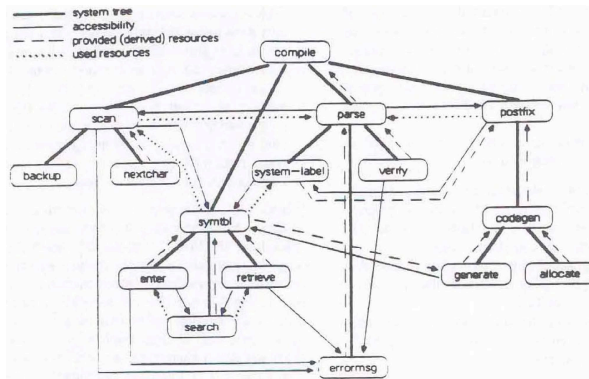 system tree
accessibility
provided (derived) resources
used resources
compile
scan
parse
postfix
backup
nextchar
system-label
verify
symtbl
codegen
enter
retrieve
generate
allocate
search
errormsg